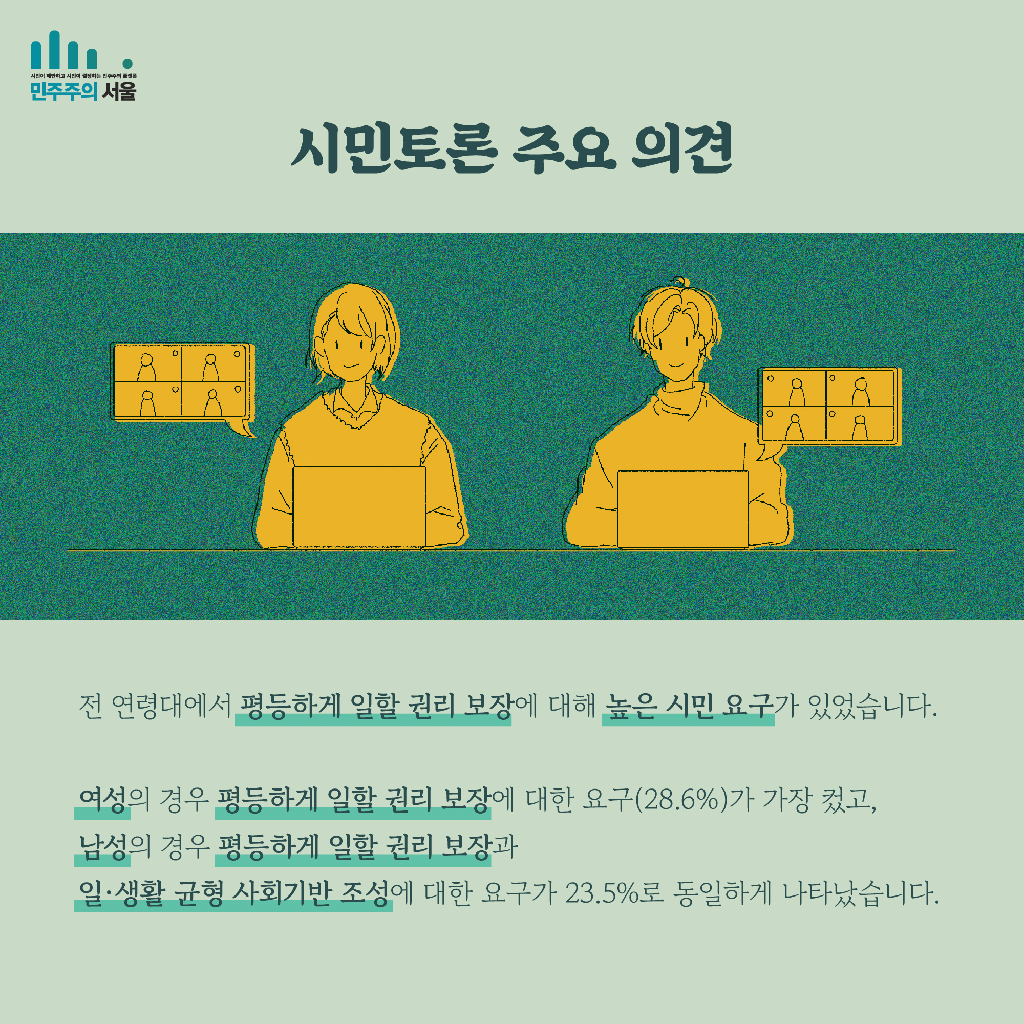 시민이 제안하고 시민이 결정하는 민주주의 플랫폼
민주주의 서울
시민토론 주요 의견
전 연령대에서 평등하게 일할 권리 보장에 대해 높은 시민 요구가 있었습니다.
여성의 경우 평등하게 일할 권리 보장에 대한 요구(28.6%)가 가장 컸고,
남성의 경우 평등하게 일할 권리 보장과
일·생활 균형 사회기반 조성에 대한 요구가 23.5%로 동일하게 나타났습니다.